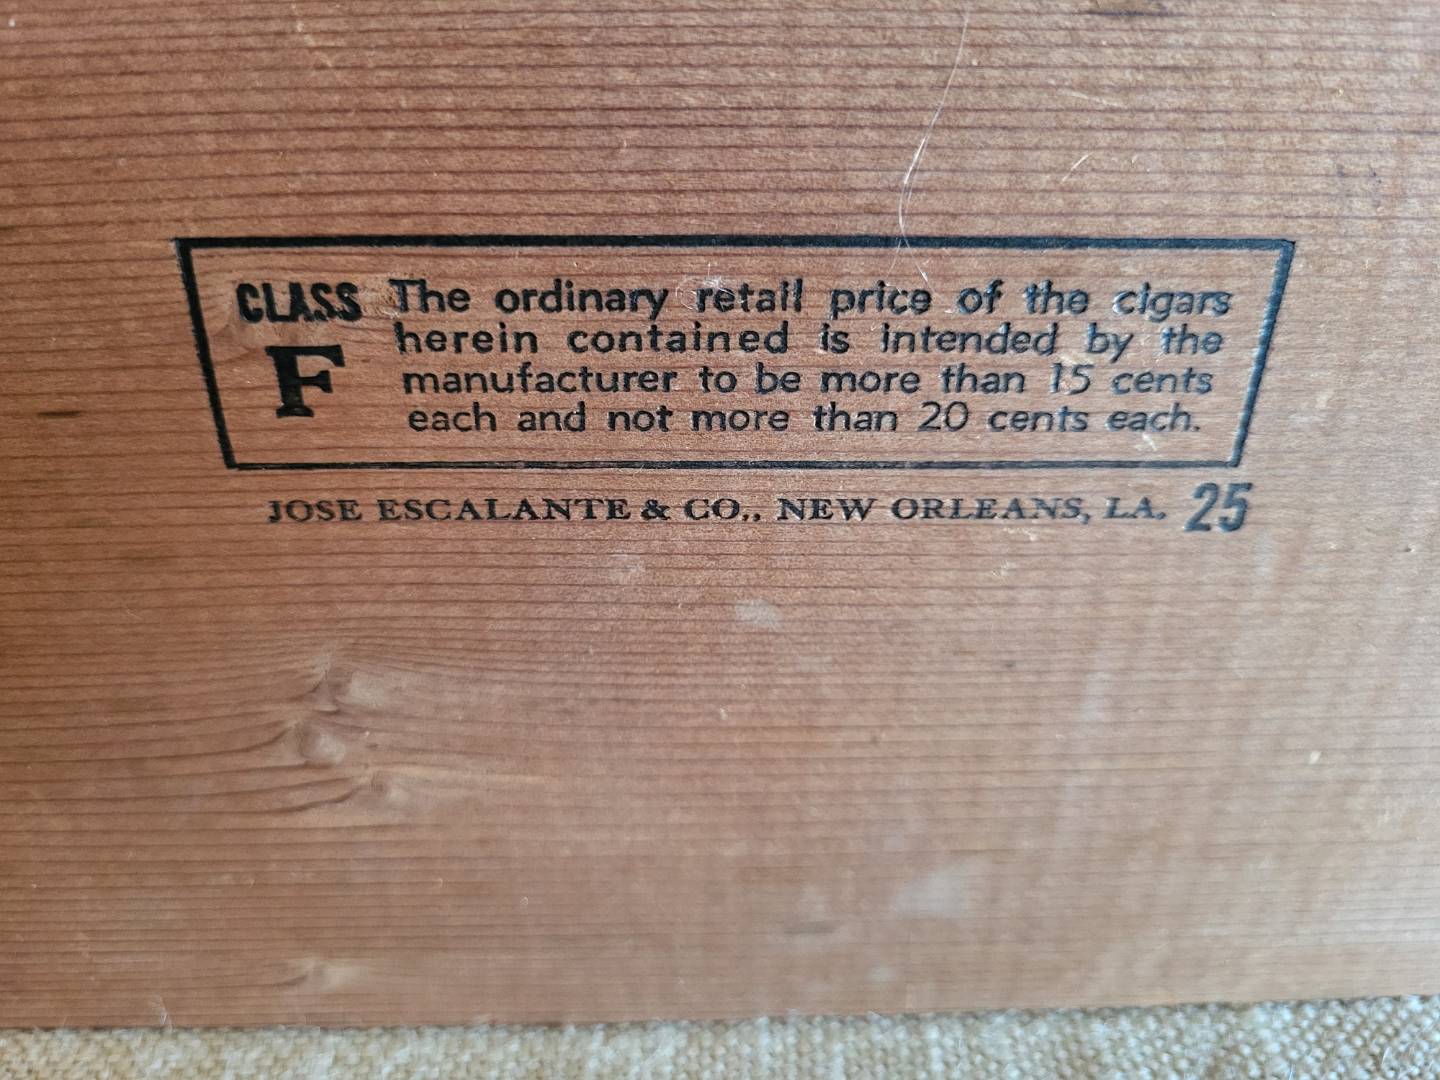 CLASS The ordinary retail price of the cigars
F herein contained is intended by the
manufacturer to be more than 15 cents
each and not more than 20 cents each.
JOSE ESCALANTE & CO., NEW ORLEANS, LA. 25